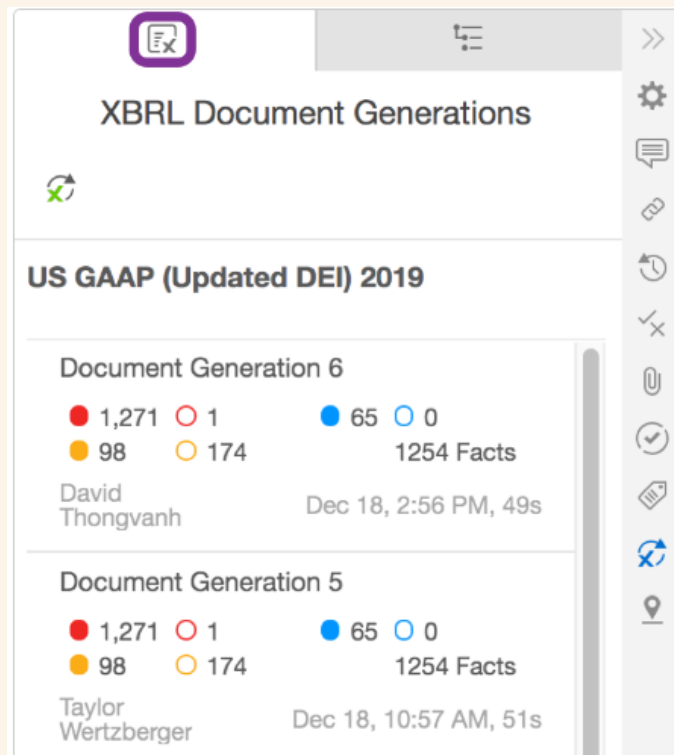 XBRL Document Generations
US GAAP (Updated DEI) 2019
Document Generation 6
1,271 1 65 0
98 174 1254 Facts
David
Thongvanh Dec 18, 2:56 PM, 49s
Document Generation 5
1,271 1 65 0
98 174 1254 Facts
Taylor
Wertzberger Dec 18, 10:57 AM, 51s